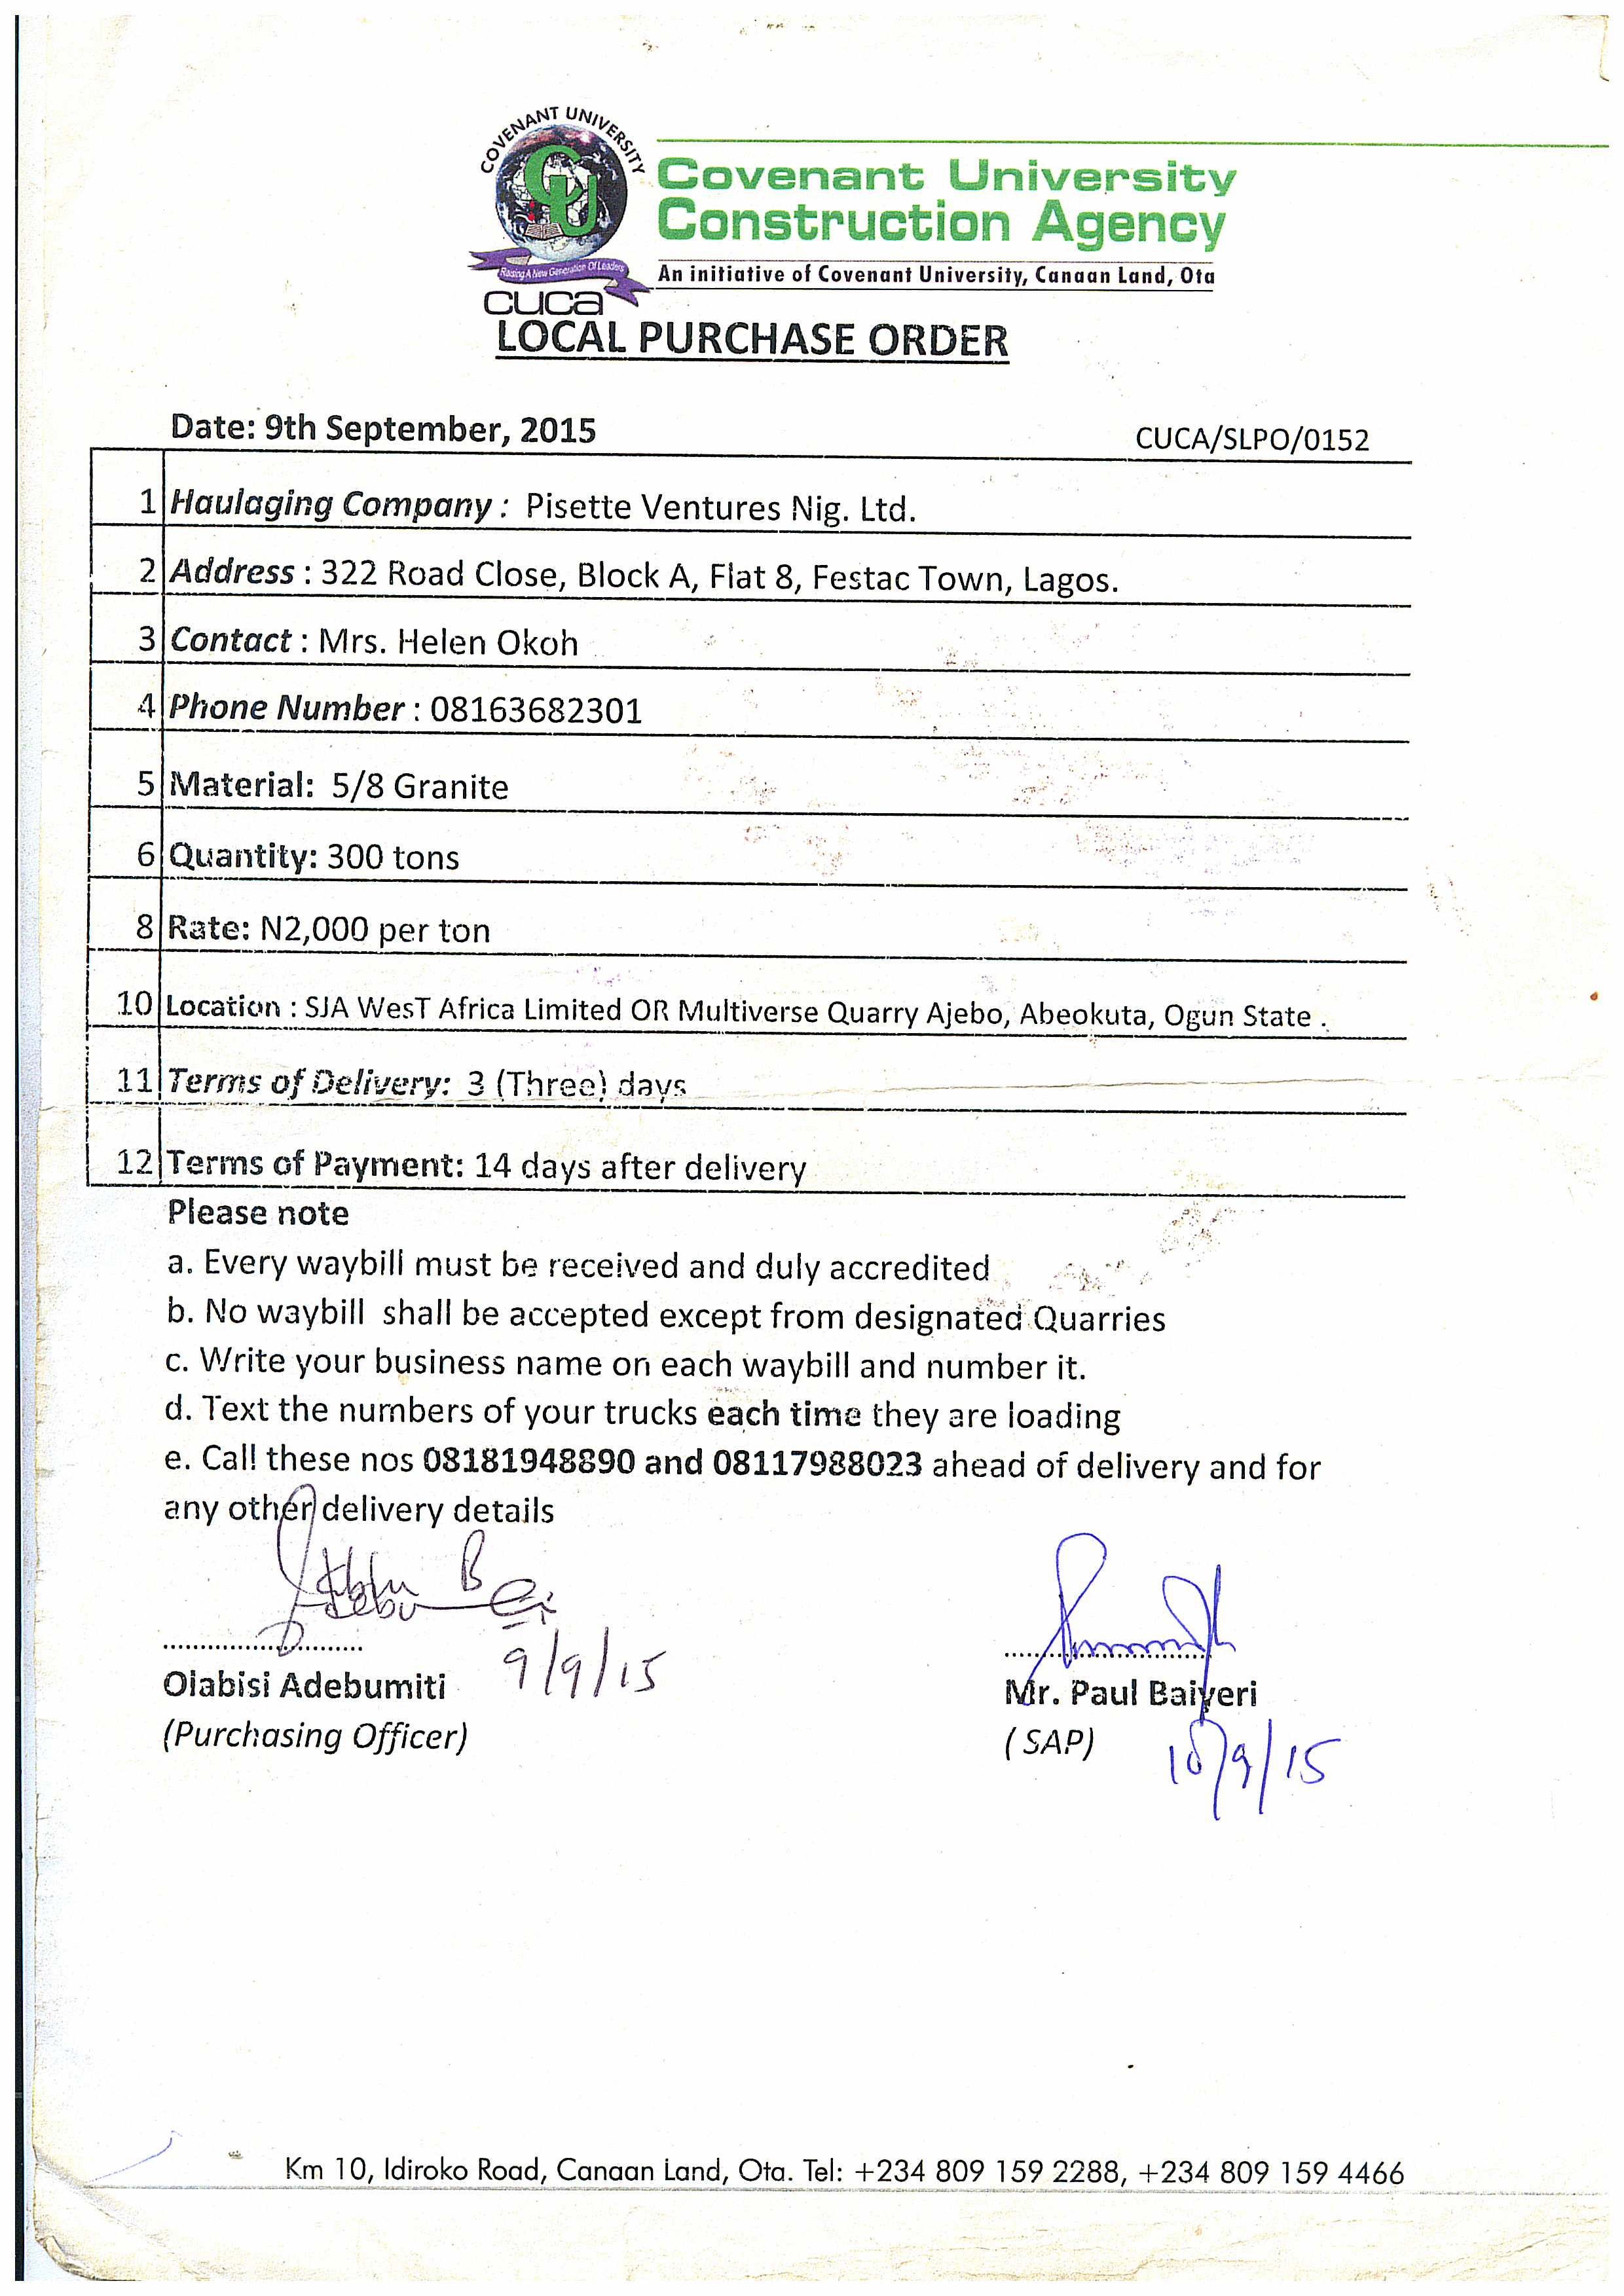 COVENANT UNIVERSITY
CU
Raising A New Generation Of Leaders
cuca
Covenant University
Construction Agency
An initiative of Covenant University, Canaan Land, Ota
LOCAL PURCHASE ORDER
Date: 9th September, 2015 CUCA/SLPO/0152
1 Haulaging Company : Pisette Ventures Nig. Ltd.
2 Address : 322 Road Close, Block A, Flat 8, Festac Town, Lagos.
3 Contact : Mrs. Helen Okoh
4 Phone Number : 08163682301
5 Material: 5/8 Granite
6 Quantity: 300 tons
8 Rate: N2,000 per ton
10 Location : SJA WesT Africa Limited OR Multiverse Quarry Ajebo, Abeokuta, Ogun State .
11 Terms of Delivery: 3 (Three) days
12 Terms of Payment: 14 days after delivery
Please note
a. Every waybill must be received and duly accredited
b. No waybill shall be accepted except from designated Quarries
c. Write your business name on each waybill and number it.
d. Text the numbers of your trucks each time they are loading
e. Call these nos 08181948890 and 08117988023 ahead of delivery and for
any other delivery details
9/9/15
Olabisi Adebumiti Mr. Paul Baiyeri
(Purchasing Officer) ( SAP)
10/9/15
Km 10, Idiroko Road, Canaan Land, Ota. Tel: +234 809 159 2288, +234 809 159 4466